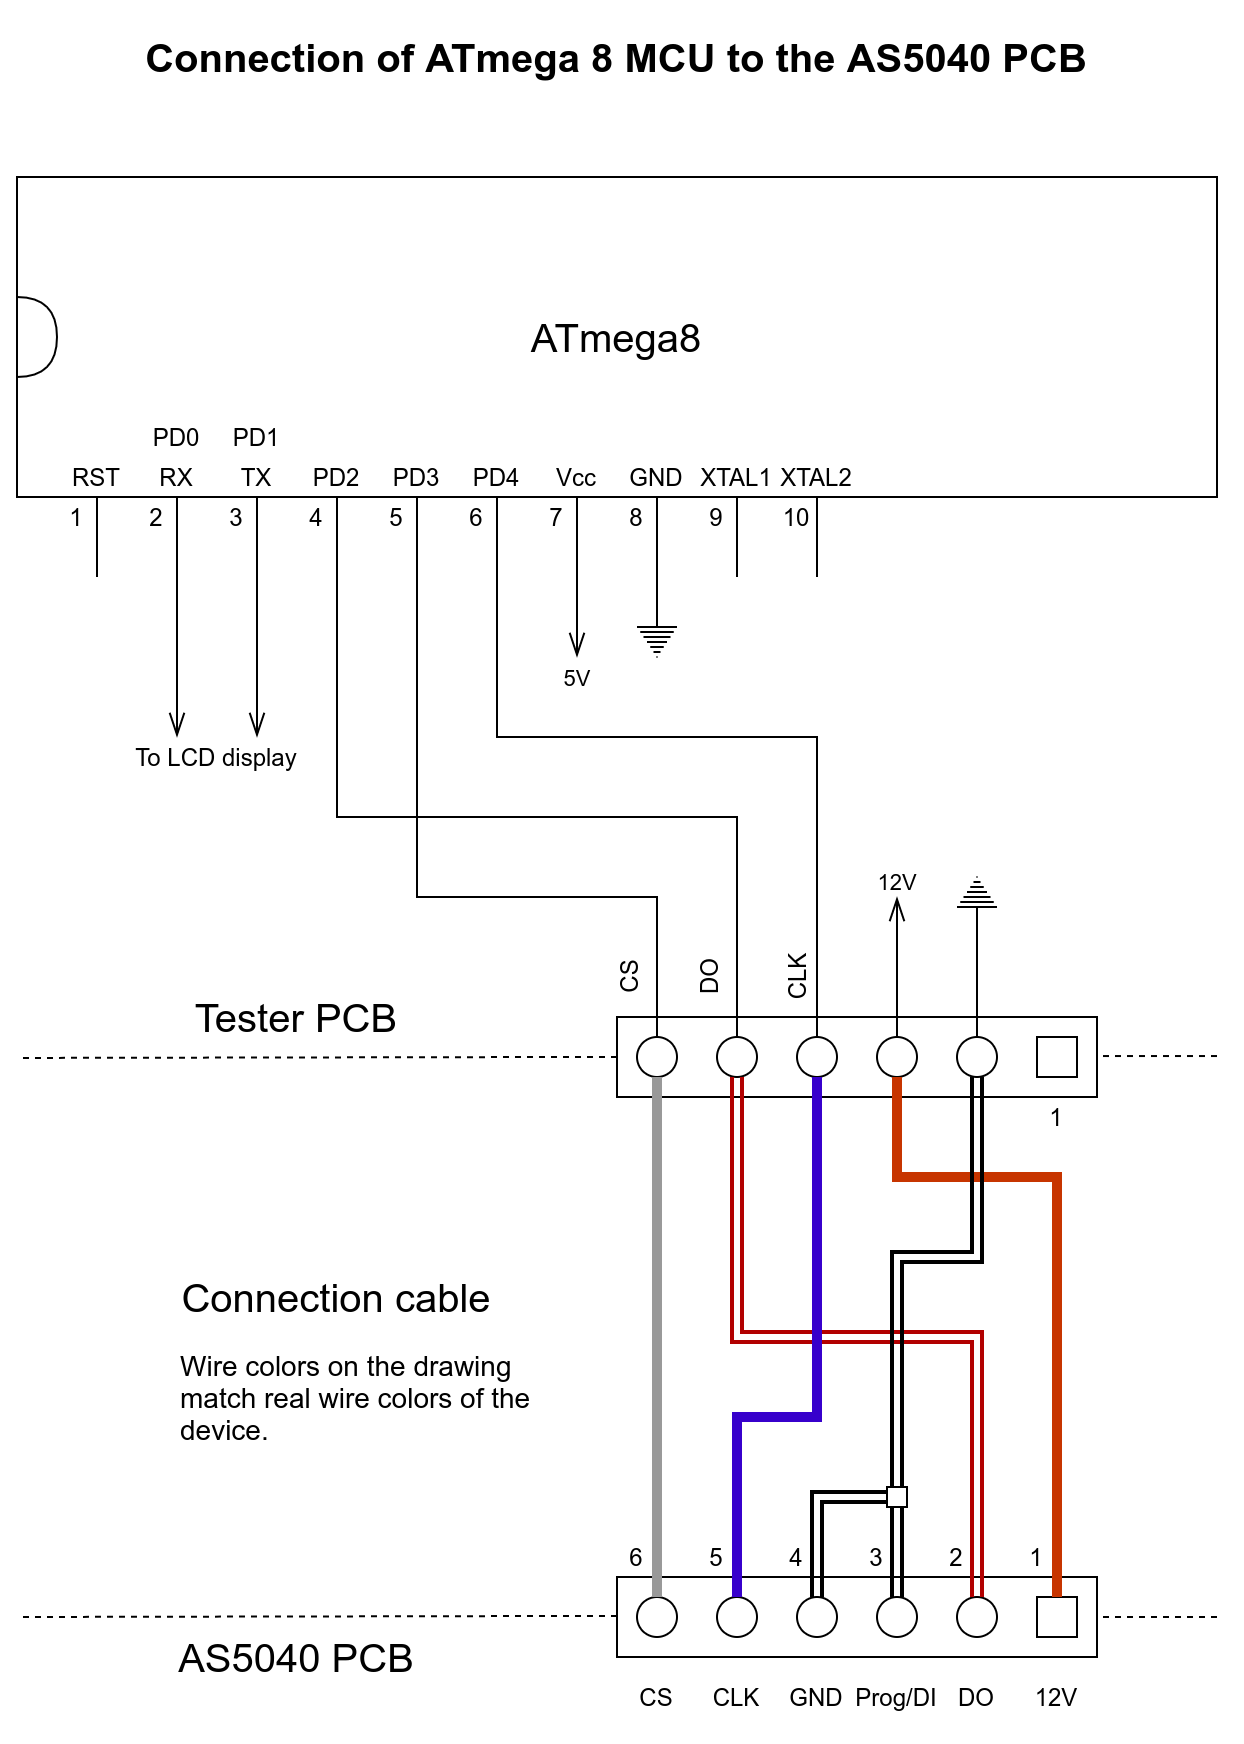 Connection of ATmega 8 MCU to the AS5040 PCB
ATmega8
PD0 PD1
RST RX TX PD2 PD3 PD4 Vcc GND XTAL1 XTAL2
1 2 3 4 5 6 7 8 9 10
5V
To LCD display
12V
CS DO CLK
Tester PCB
1
Connection cable
Wire colors on the drawing
match real wire colors of the
device.
6 5 4 3 2 1
AS5040 PCB
CS CLK GND Prog/DI DO 12V